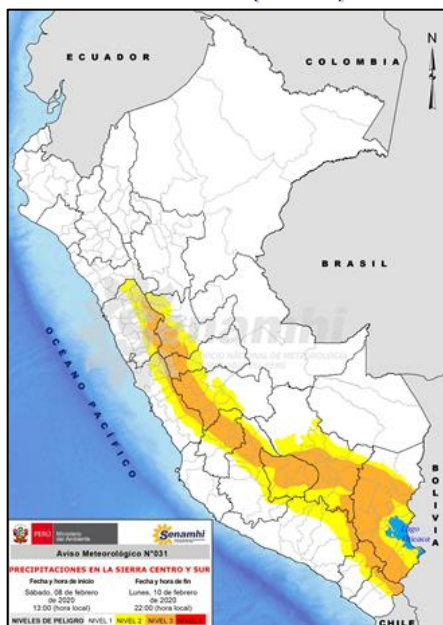 ECUADOR
COLOMBIA
N
BRASIL
OCÉANO PACÍFICO
Senamhi
BOLIVIA
Lago
Titicaca
CHILE
PERÚ
Ministerio
del Ambiente
Senamhi
Aviso Meteorológico N°031
PRECIPITACIONES EN LA SIERRA CENTRO Y SUR
Fecha y hora de inicio
Sábado, 08 de febrero
de 2020
13:00 (hora local)
Fecha y hora de fin
Lunes, 10 de febrero
de 2020
22:00 (hora local)
NIVELES DE PELIGRO NIVEL 1 NIVEL 2 NIVEL 3 NIVEL 4